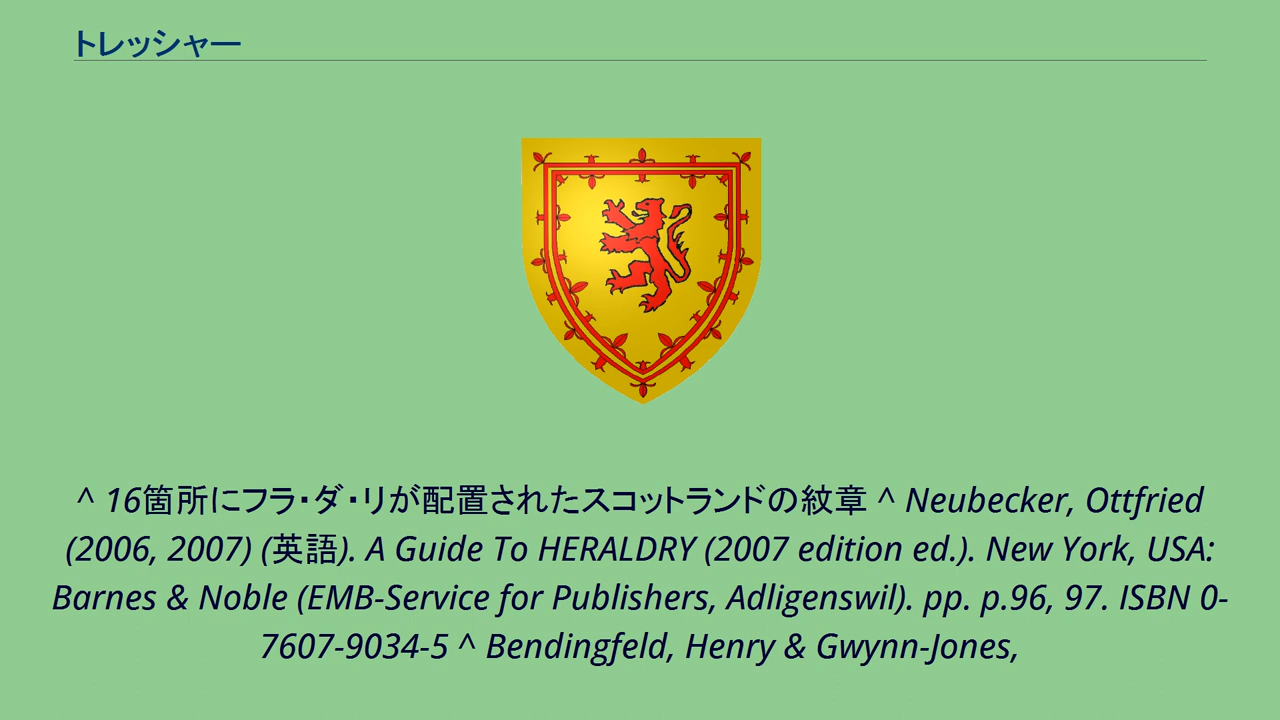 トレッシャー
^ 16箇所にフラ・ダ・リが配置されたスコットランドの紋章 ^ Neubecker, Ottfried
(2006, 2007) (英語). A Guide To HERALDRY (2007 edition ed.). New York, USA:
Barnes & Noble (EMB-Service for Publishers, Adligenswil). pp. p.96, 97. ISBN 0-
7607-9034-5 ^ Bendingfeld, Henry & Gwynn-Jones,